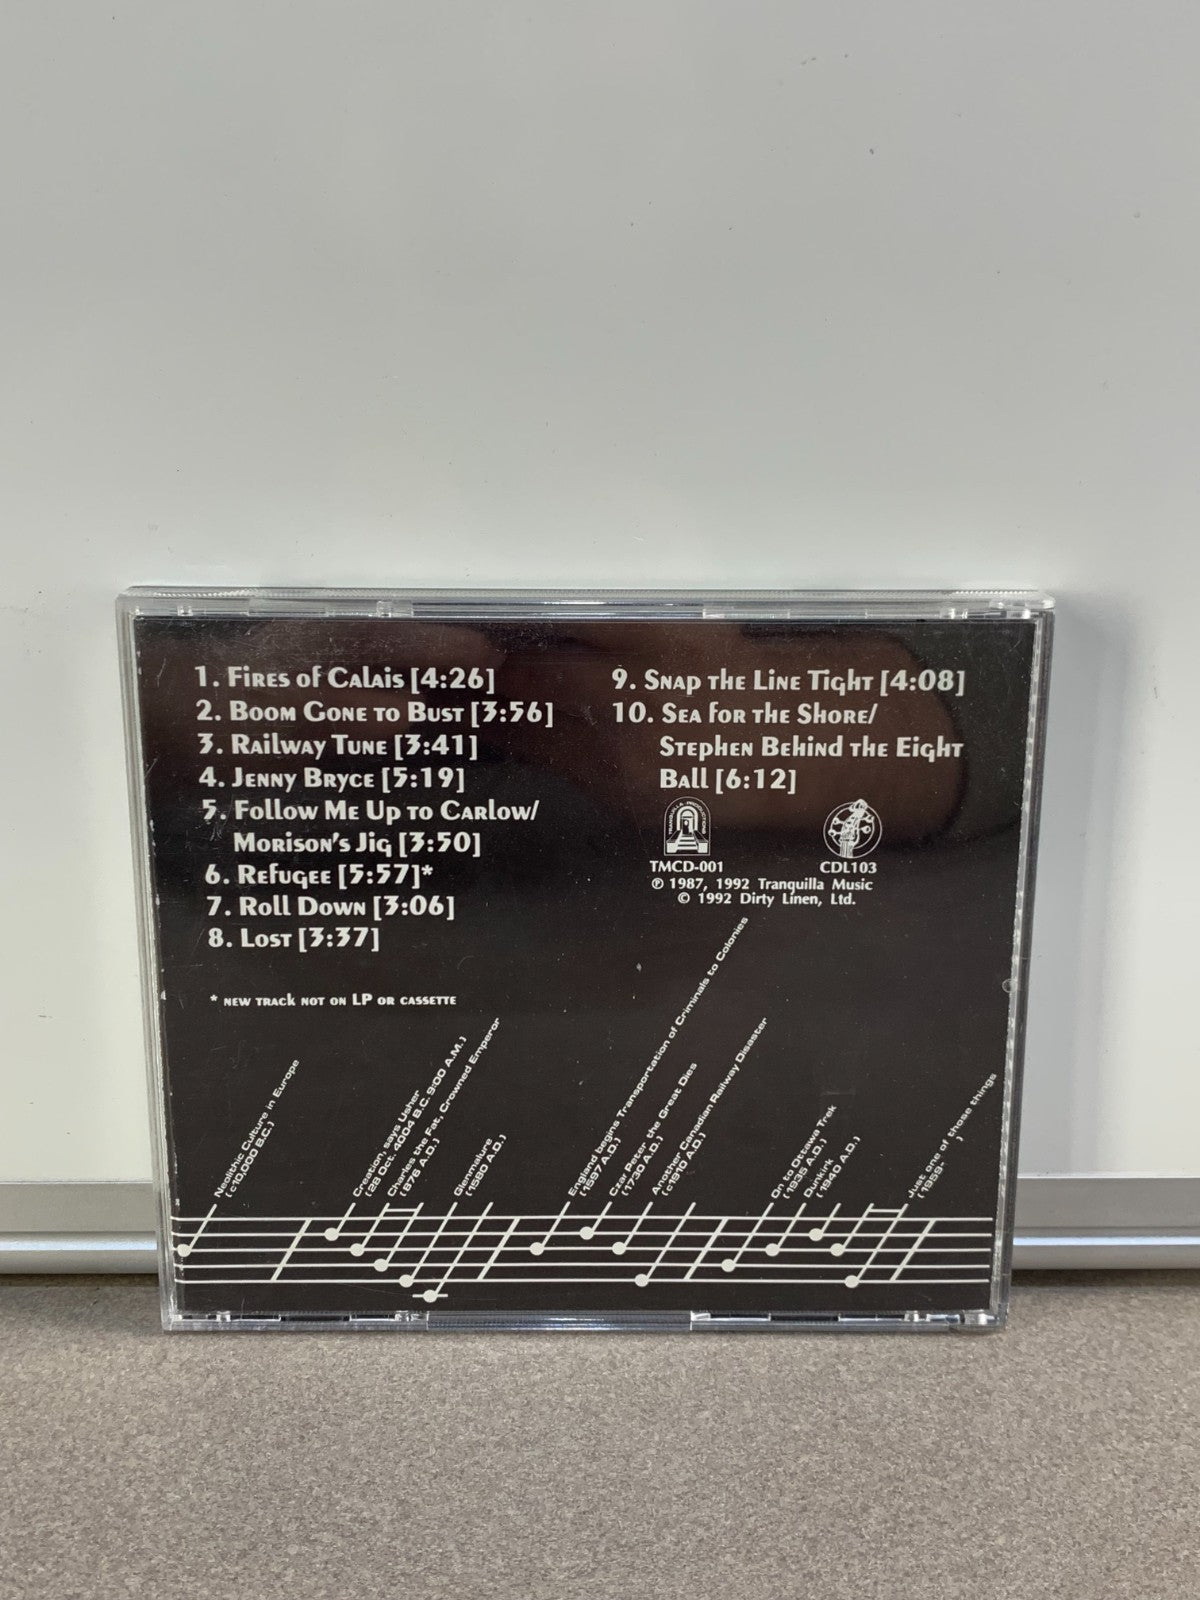 1. Fires of Calais [4:26]
2. Boom Gone to Bust [3:56]
3. Railway Tune [3:41]
4. Jenny Bryce [5:19]
5. Follow Me Up to Carlow/
Morison's Jig [3:50]
6. Refugee [5:57]*
7. Roll Down [3:06]
8. Lost [3:37]
* new track not on LP or cassette
9. Snap the Line Tight [4:08]
10. Sea for the Shore/
Stephen Behind the Eight
Ball [6:12]
TRANQUILLA PRODUCTIONS
TMCD-001
CDL103
℗ 1987, 1992 Tranquilla Music
© 1992 Dirty Linen, Ltd.
Neolithic Culture in Europe
(c10,000 B.C.)
Creation, says Usher
(28 Oct. 4004 B.C. 9:00 A.M.)
Charles the Fat, Crowned Emperor
(876 A.D.)
Glenmalure
(1580 A.D.)
England begins Transportation of Criminals to Colonies
(1597 A.D.)
Czar Peter the Great Dies
(1730 A.D.)
Another Canadian Railway Disaster
(c1910 A.D.)
On to Ottawa Trek
(1935 A.D.)
Dunkirk
(1940 A.D.)
Just one of those things
(1959- )